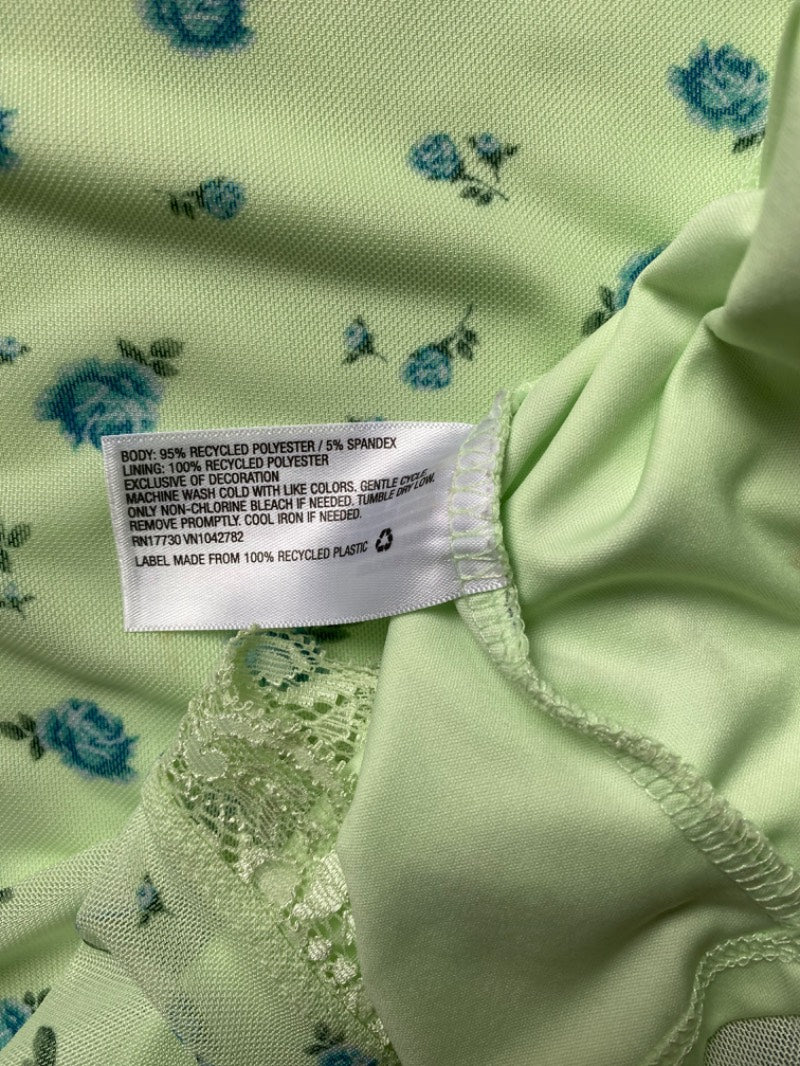 BODY: 95% RECYCLED POLYESTER / 5% SPANDEX
LINING: 100% RECYCLED POLYESTER
EXCLUSIVE OF DECORATION
MACHINE WASH COLD WITH LIKE COLORS. GENTLE CYCLE.
ONLY NON-CHLORINE BLEACH IF NEEDED. TUMBLE DRY LOW.
REMOVE PROMPTLY. COOL IRON IF NEEDED.
RN17730 VN1042782
LABEL MADE FROM 100% RECYCLED PLASTIC